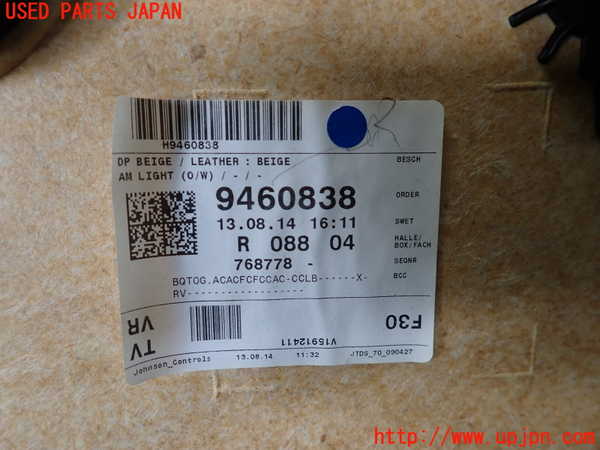 USED PARTS JAPAN
H9460838
DP BEIGE / LEATHER : BEIGE
BESCH
AM LIGHT (O/W) / - / -
9460838
ORDER
13.08.14 16:11
SWET
R 088 04
HALLE/
BOX/FACH
768778 -
SEQNR
BQTOG.ACACFCFCCAC-CCLB------X-
BCC
RV-----------------
TV
VR
V15912411
F30
Johnson_Controls
13.08.14
11:32
JTDS_70_090427
http://www.upjpn.com/